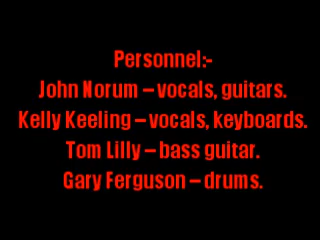 Personnel:-
John Norum – vocals, guitars.
Kelly Keeling – vocals, keyboards.
Tom Lilly – bass guitar.
Gary Ferguson – drums.